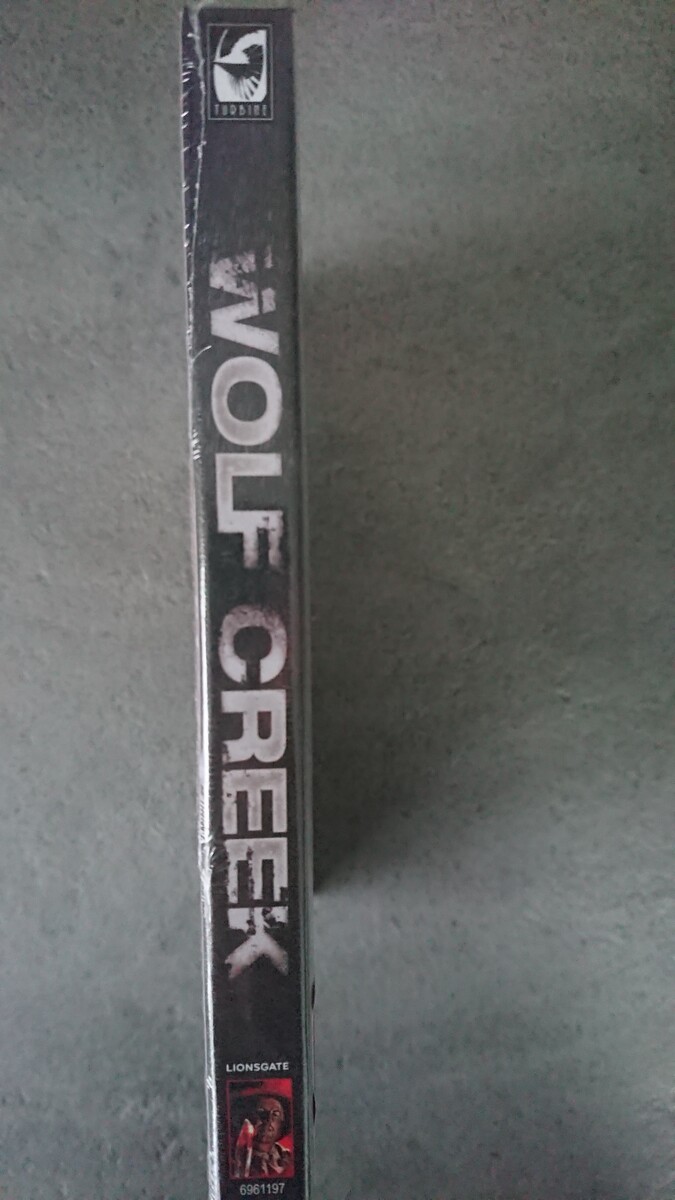 TURBINE
WOLF CREEK
LIONSGATE
6961197